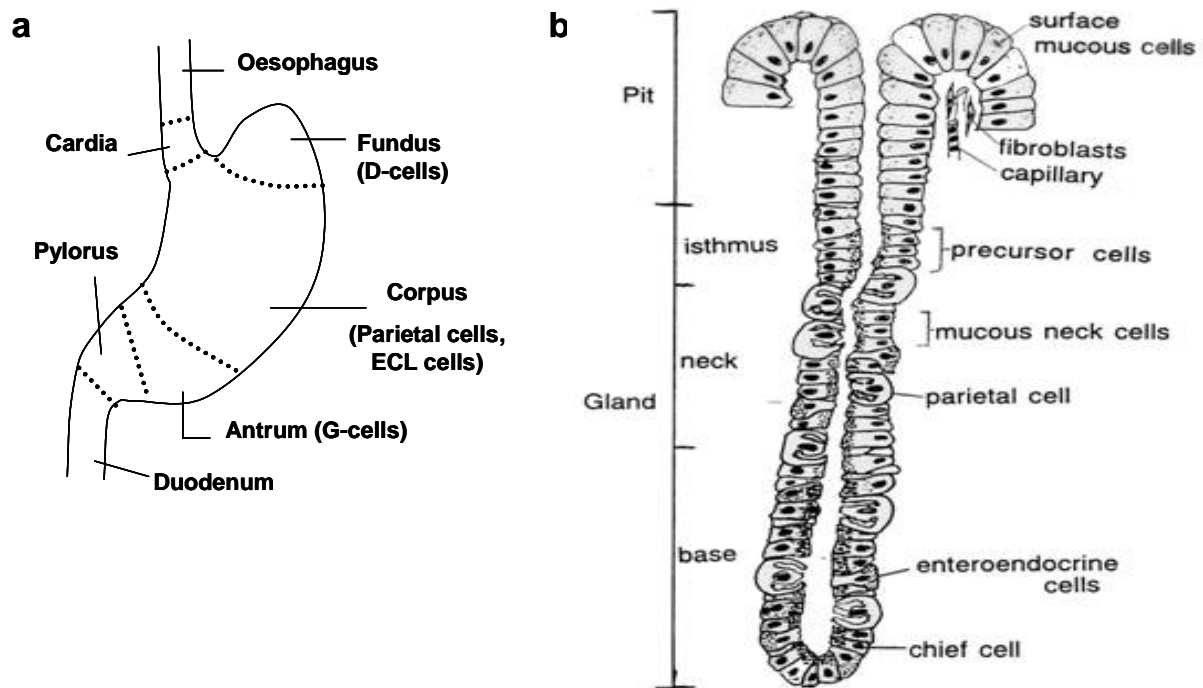 a
Oesophagus
Cardia
Fundus
(D-cells)
Pylorus
Corpus
(Parietal cells,
ECL cells)
Antrum (G-cells)
Duodenum
b
surface
mucous cells
Pit
fibroblasts
capillary
isthmus
precursor cells
mucous neck cells
neck
Gland
parietal cell
base
enteroendocrine
cells
chief cell